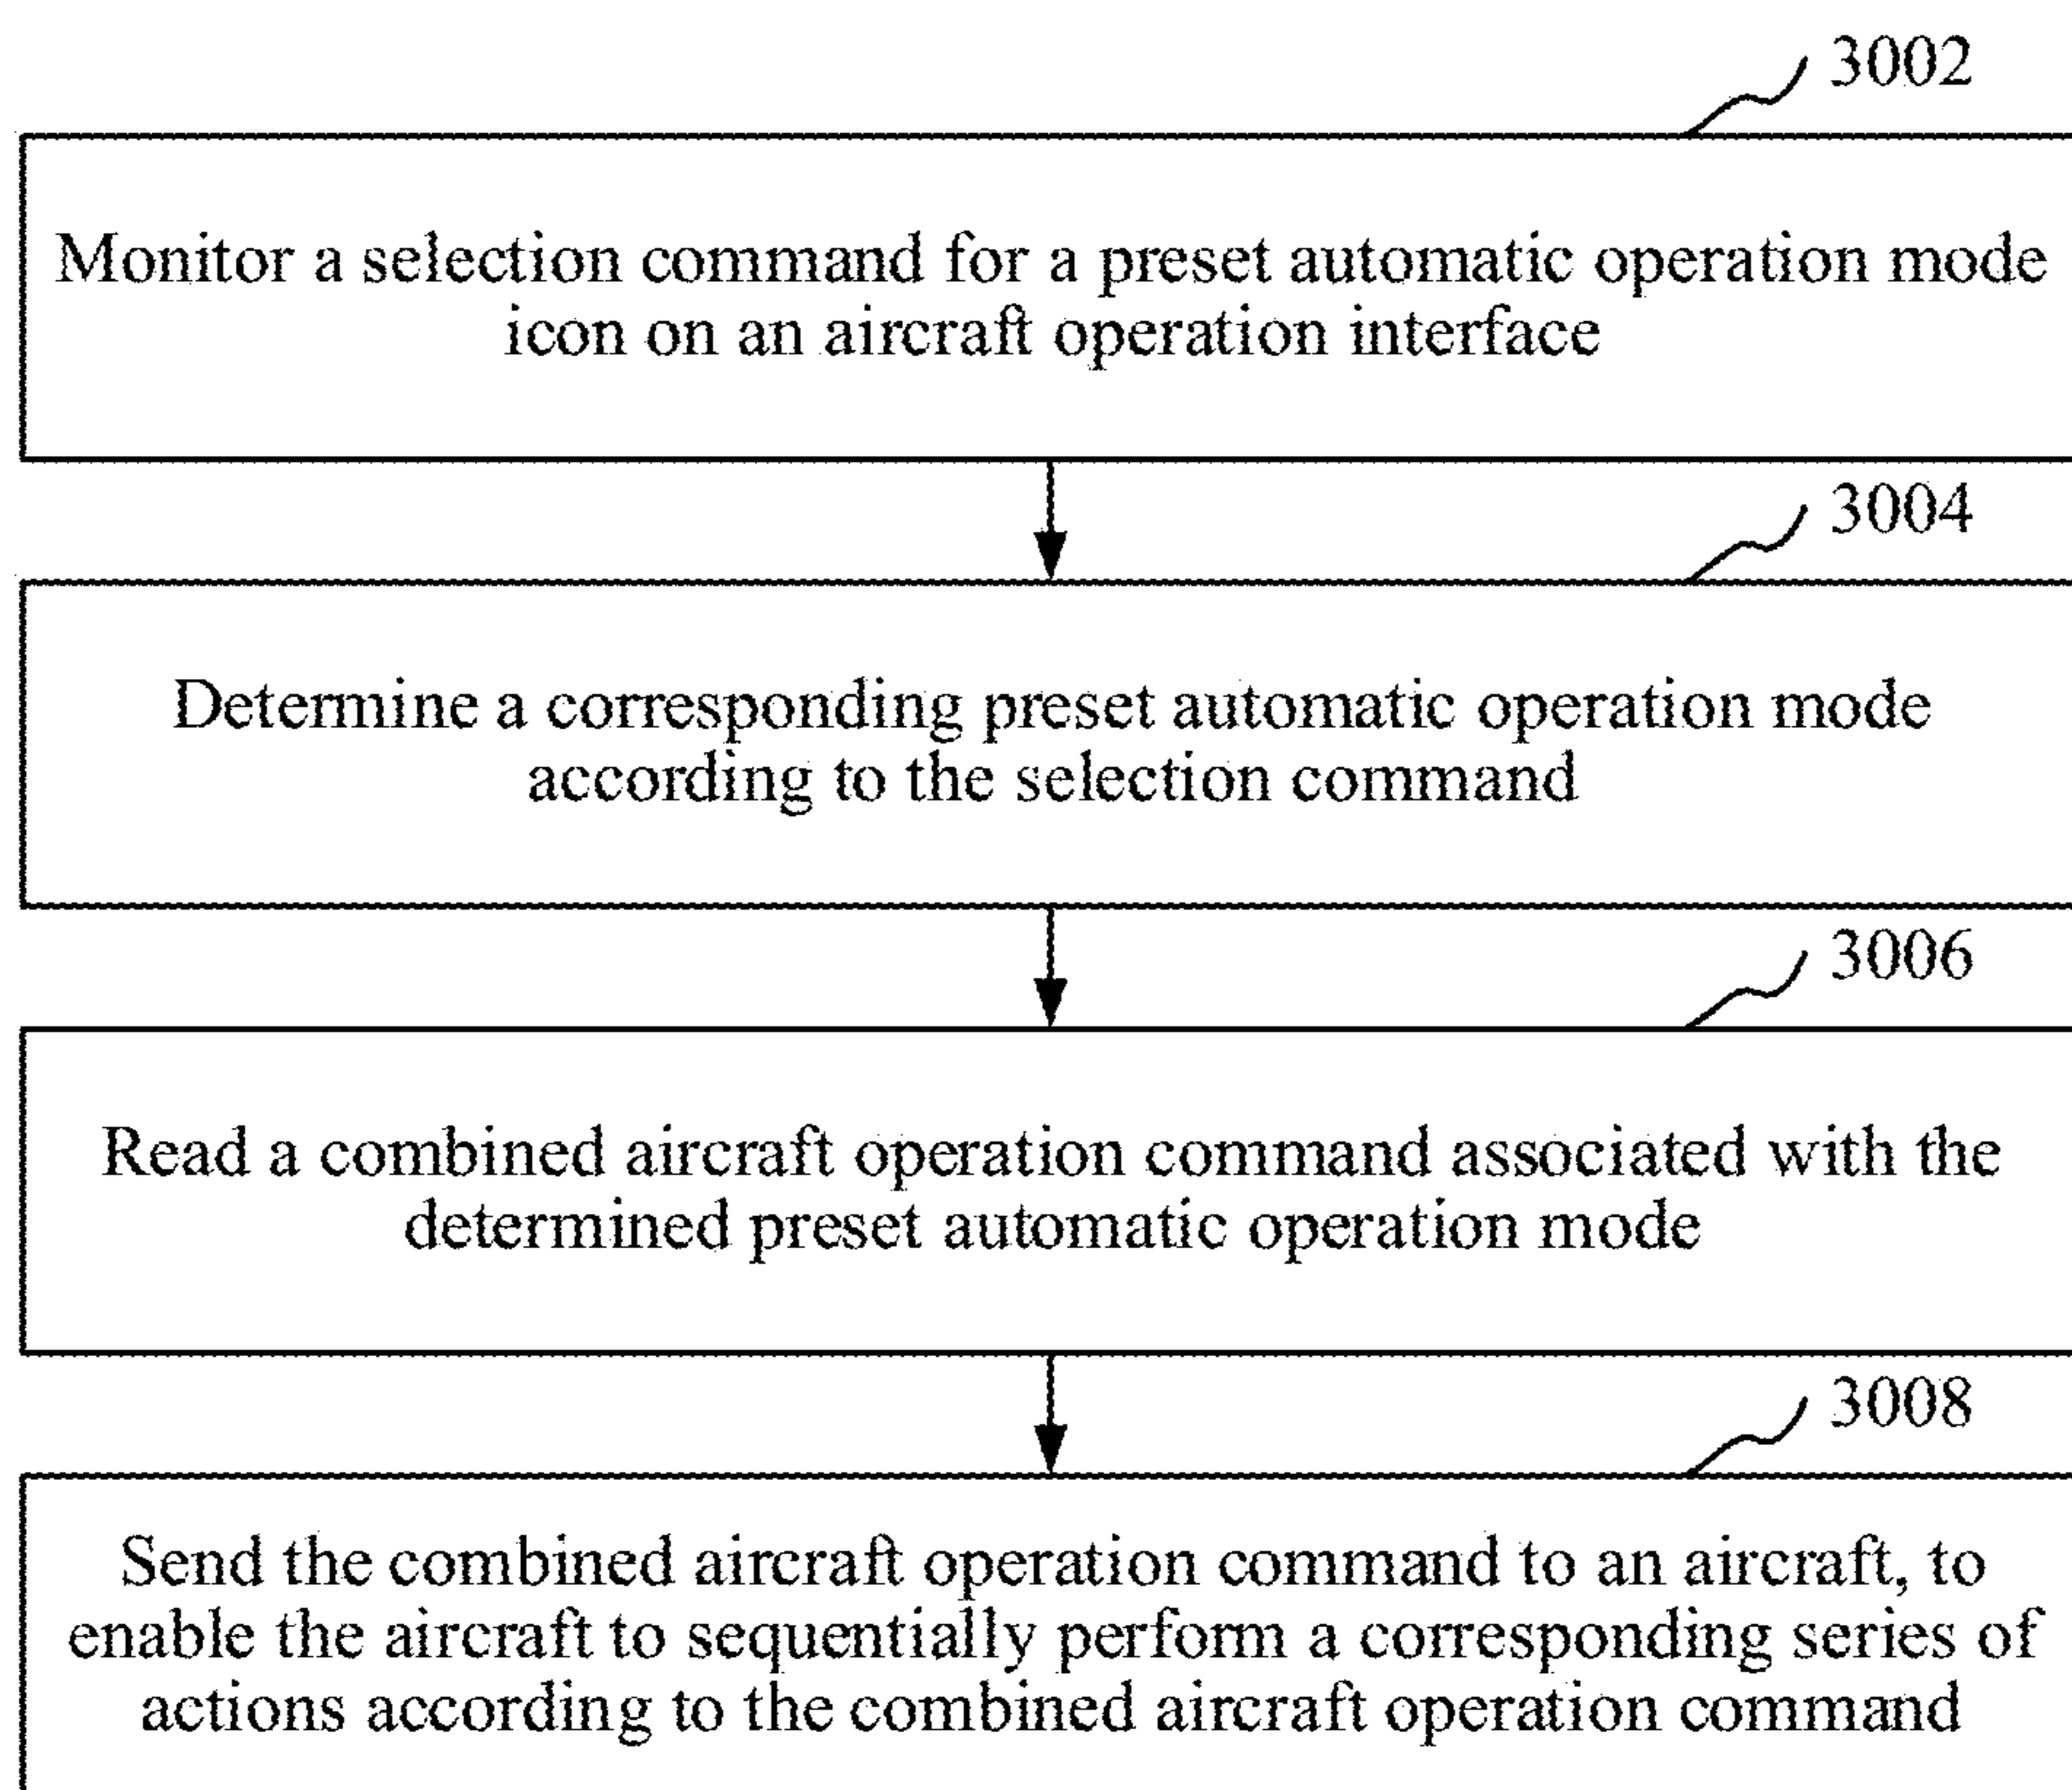 3002
Monitor a selection command for a preset automatic operation mode
icon on an aircraft operation interface
3004
Determine a corresponding preset automatic operation mode
according to the selection command
3006
Read a combined aircraft operation command associated with the
determined preset automatic operation mode
3008
Send the combined aircraft operation command to an aircraft, to
enable the aircraft to sequentially perform a corresponding series of
actions according to the combined aircraft operation command